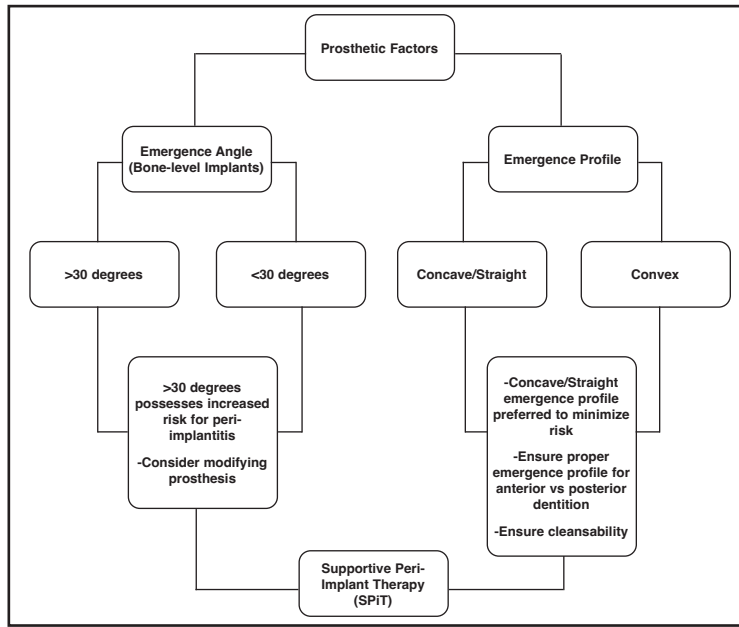 Prosthetic Factors
Emergence Angle
(Bone-level Implants)
Emergence Profile
>30 degrees
<30 degrees
Concave/Straight
Convex
>30 degrees
possesses increased
risk for peri-
implantitis
-Consider modifying
prosthesis
-Concave/Straight
emergence profile
preferred to minimize
risk
-Ensure proper
emergence profile for
anterior vs posterior
dentition
-Ensure cleansability
Supportive Peri-
Implant Therapy
(SPiT)